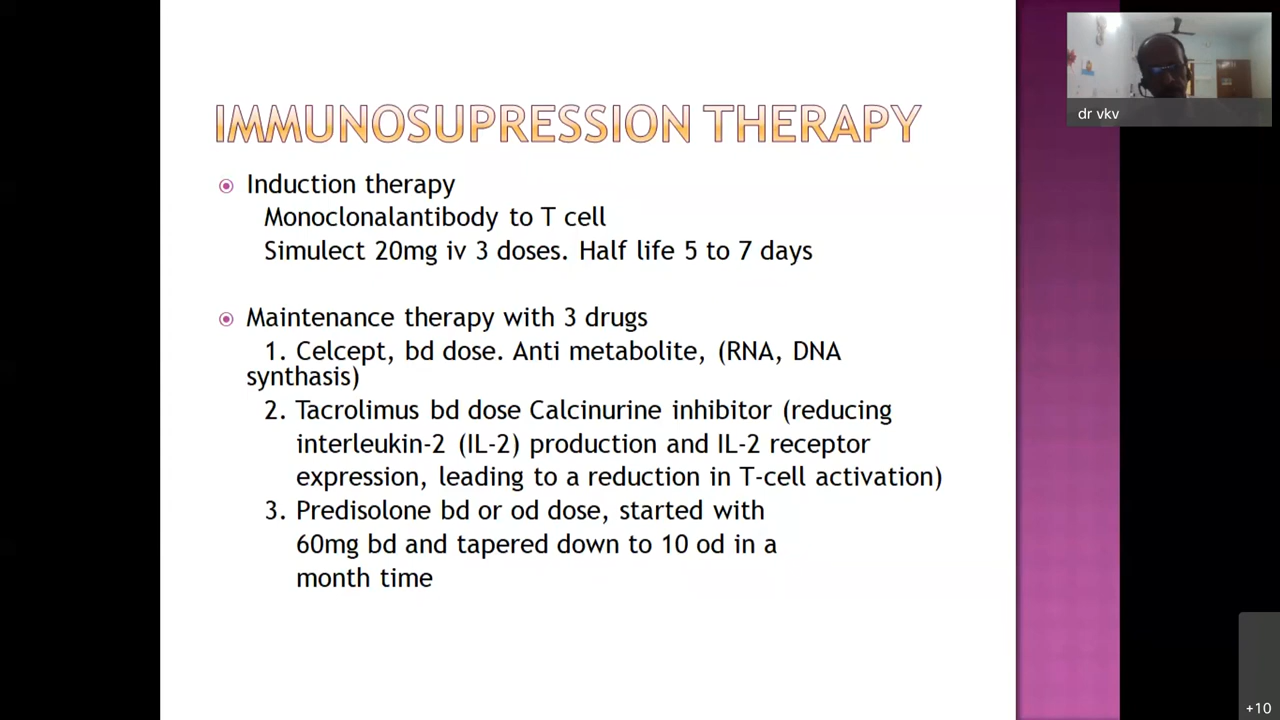 IMMUNOSUPRESSION THERAPY
dr vkv
Induction therapy
Monoclonalantibody to T cell
Simulect 20mg iv 3 doses. Half life 5 to 7 days
Maintenance therapy with 3 drugs
1. Celcept, bd dose. Anti metabolite, (RNA, DNA
synthasis)
2. Tacrolimus bd dose Calcinurine inhibitor (reducing
interleukin-2 (IL-2) production and IL-2 receptor
expression, leading to a reduction in T-cell activation)
3. Predisolone bd or od dose, started with
60mg bd and tapered down to 10 od in a
month time
+10